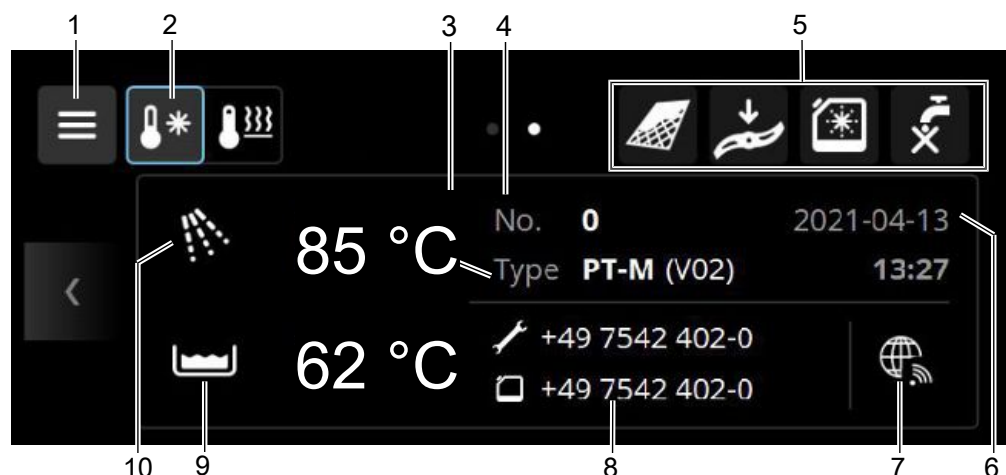 1 2 3 4 5
No. 0 2021-04-13
85 °C
Type PT-M (V02) 13:27
+49 7542 402-0
62 °C
+49 7542 402-0
10 9 8 7 6